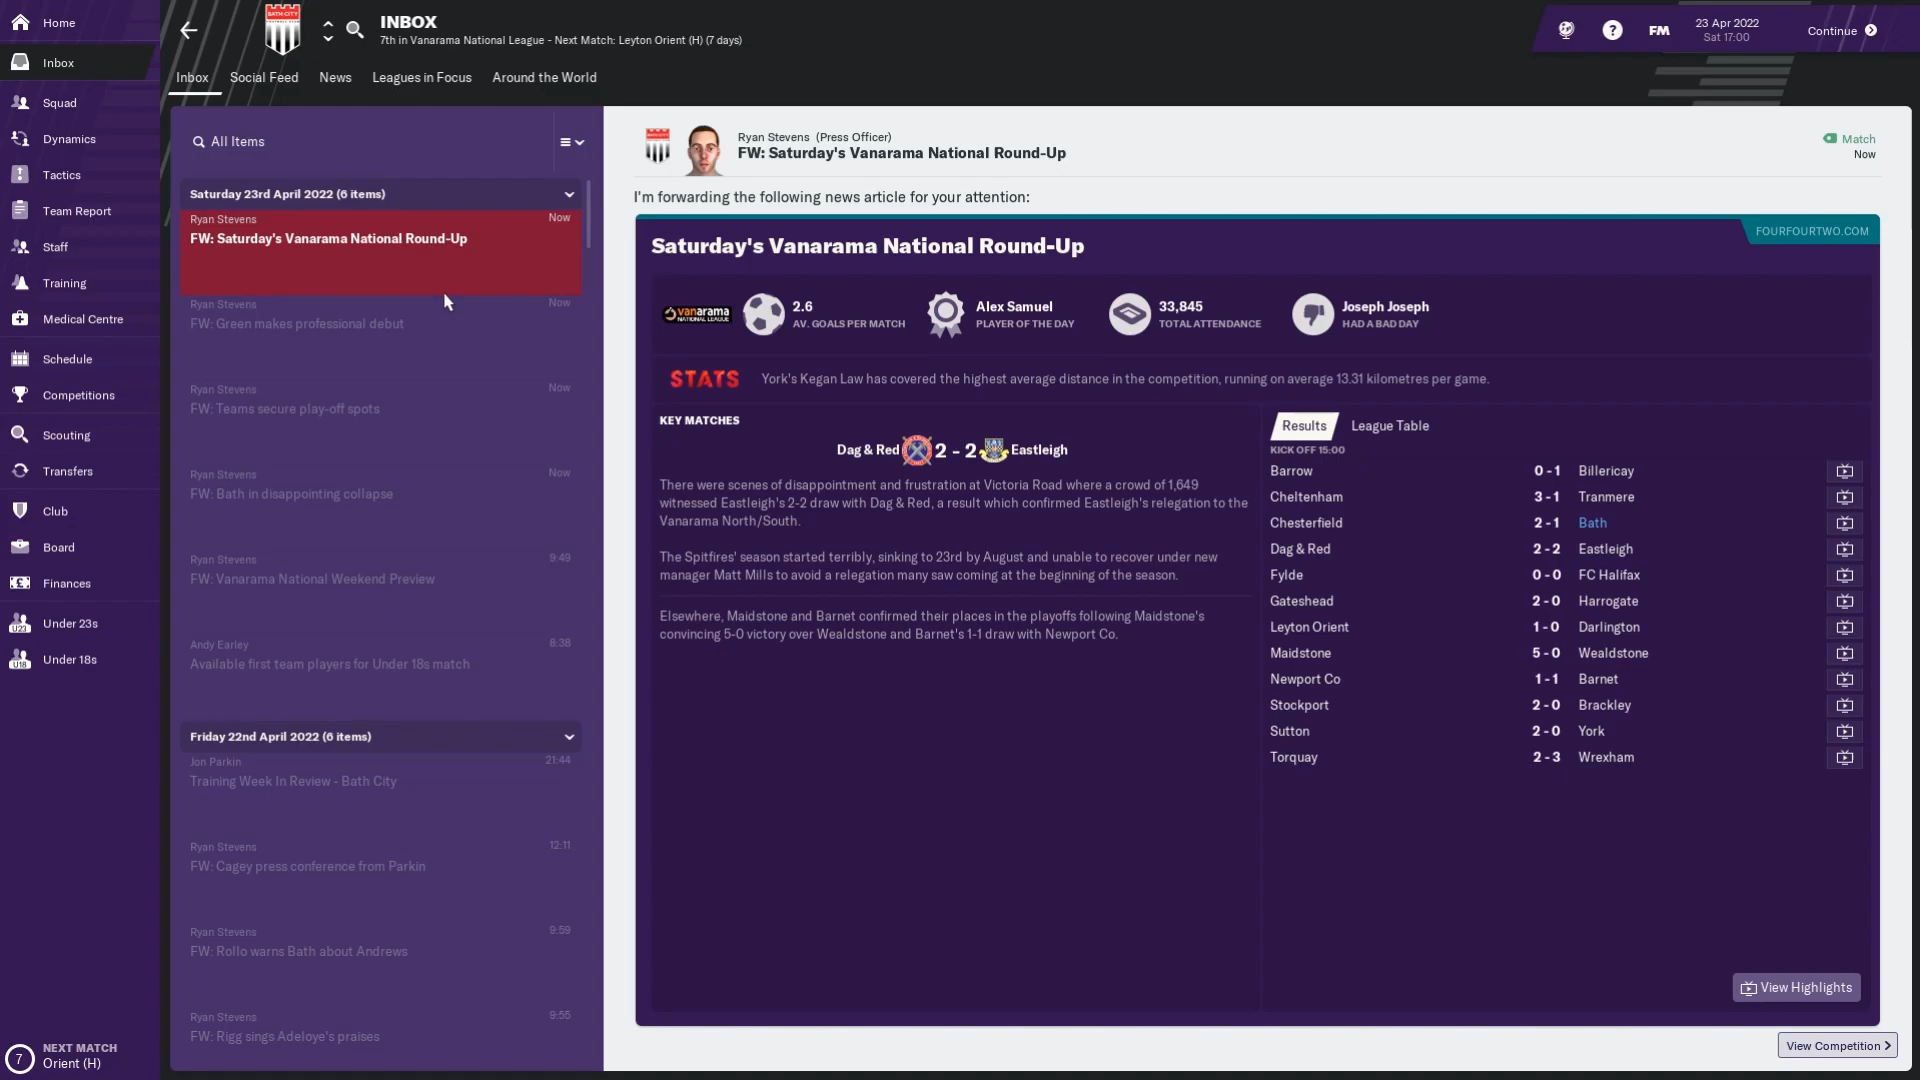 Home
Inbox
Squad
Dynamics
Tactics
Team Report
Staff
Training
Medical Centre
Schedule
Competitions
Scouting
Transfers
Club
Board
Finances
U23
Under 23s
U18
Under 18s
7
NEXT MATCH
Orient (H)
BATH CITY
INBOX
7th in Vanarama National League - Next Match: Leyton Orient (H) (7 days)
?
FM
23 Apr 2022
Sat 17:00
Continue
Inbox Social Feed News Leagues in Focus Around the World
All Items
Saturday 23rd April 2022 (6 items)
Ryan Stevens Now
FW: Saturday's Vanarama National Round-Up
Ryan Stevens Now
FW: Green makes professional debut
Ryan Stevens Now
FW: Teams secure play-off spots
Ryan Stevens Now
FW: Bath in disappointing collapse
Ryan Stevens 9:49
FW: Vanarama National Weekend Preview
Andy Earley 8:38
Available first team players for Under 18s match
Friday 22nd April 2022 (6 items)
Jon Parkin 21:44
Training Week In Review - Bath City
Ryan Stevens 12:11
FW: Cagey press conference from Parkin
Ryan Stevens 9:59
FW: Rollo warns Bath about Andrews
Ryan Stevens 9:55
FW: Rigg sings Adeloye's praises
Ryan Stevens (Press Officer)
FW: Saturday's Vanarama National Round-Up
Match
Now
I'm forwarding the following news article for your attention:
Saturday's Vanarama National Round-Up
FOURFOURTWO.COM
vanarama
NATIONAL LEAGUE
2.6
AV. GOALS PER MATCH
Alex Samuel
PLAYER OF THE DAY
33,845
TOTAL ATTENDANCE
Joseph Joseph
HAD A BAD DAY
STATS York's Kegan Law has covered the highest average distance in the competition, running on average 13.31 kilometres per game.
KEY MATCHES
Dag & Red 2 - 2 Eastleigh
There were scenes of disappointment and frustration at Victoria Road where a crowd of 1,649
witnessed Eastleigh's 2-2 draw with Dag & Red, a result which confirmed Eastleigh's relegation to the
Vanarama North/South.
The Spitfires' season started terribly, sinking to 23rd by August and unable to recover under new
manager Matt Mills to avoid a relegation many saw coming at the beginning of the season.
Elsewhere, Maidstone and Barnet confirmed their places in the playoffs following Maidstone's
convincing 5-0 victory over Wealdstone and Barnet's 1-1 draw with Newport Co.
Results League Table
KICK OFF 15:00
Barrow 0 - 1 Billericay
Cheltenham 3 - 1 Tranmere
Chesterfield 2 - 1 Bath
Dag & Red 2 - 2 Eastleigh
Fylde 0 - 0 FC Halifax
Gateshead 2 - 0 Harrogate
Leyton Orient 1 - 0 Darlington
Maidstone 5 - 0 Wealdstone
Newport Co 1 - 1 Barnet
Stockport 2 - 0 Brackley
Sutton 2 - 0 York
Torquay 2 - 3 Wrexham
View Highlights
View Competition